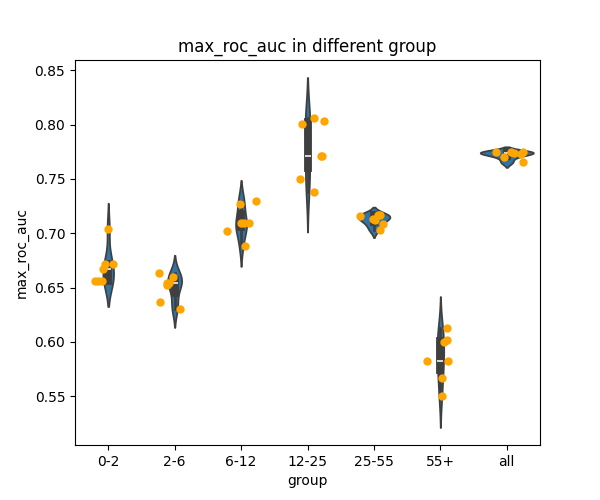 max_roc_auc in different group
0.85
0.80
0.75
0.70
0.65
0.60
0.55
max_roc_auc
0-2 2-6 6-12 12-25 25-55 55+ all
group